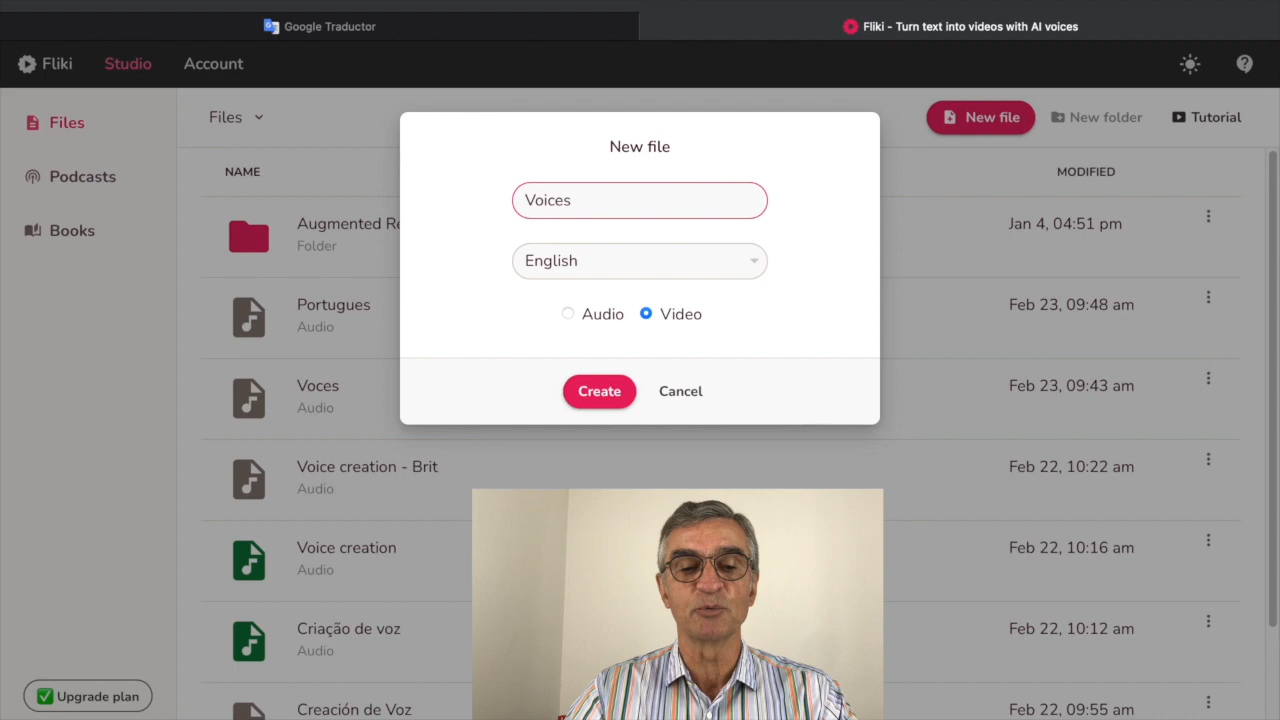 Google Traductor
Fliki - Turn text into videos with AI voices
Fliki Studio Account
Files
Podcasts
Books
Upgrade plan
Files
New file
New folder
Tutorial
NAME
MODIFIED
Augmented Re
Folder
Jan 4, 04:51 pm
Portugues
Audio
Feb 23, 09:48 am
Voces
Audio
Feb 23, 09:43 am
Voice creation - Brit
Audio
Feb 22, 10:22 am
Voice creation
Audio
Feb 22, 10:16 am
Criação de voz
Audio
Feb 22, 10:12 am
Creación de Voz
Feb 22, 09:55 am
New file
Voices
English
Audio Video
Create Cancel